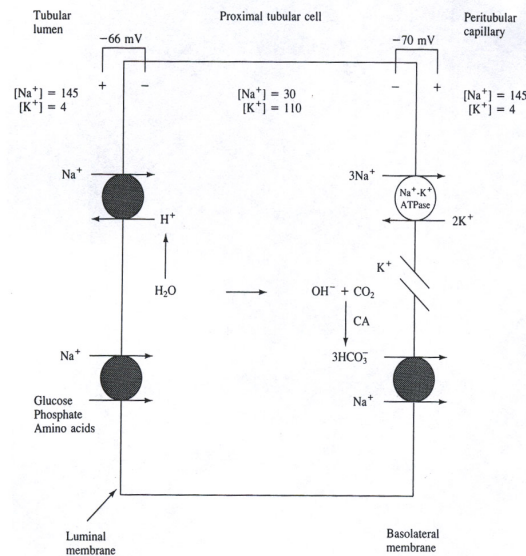 Tubular
lumen
−66 mV
Proximal tubular cell
−70 mV
Peritubular
capillary
+
−
−
+
[Na⁺] = 145
[K⁺] = 4
[Na⁺] = 30
[K⁺] = 110
[Na⁺] = 145
[K⁺] = 4
Na⁺
H⁺
3Na⁺
Na⁺-K⁺
ATPase
2K⁺
K⁺
H₂O
OH⁻ + CO₂
CA
Na⁺
3HCO₃⁻
Glucose
Phosphate
Amino acids
Na⁺
Luminal
membrane
Basolateral
membrane